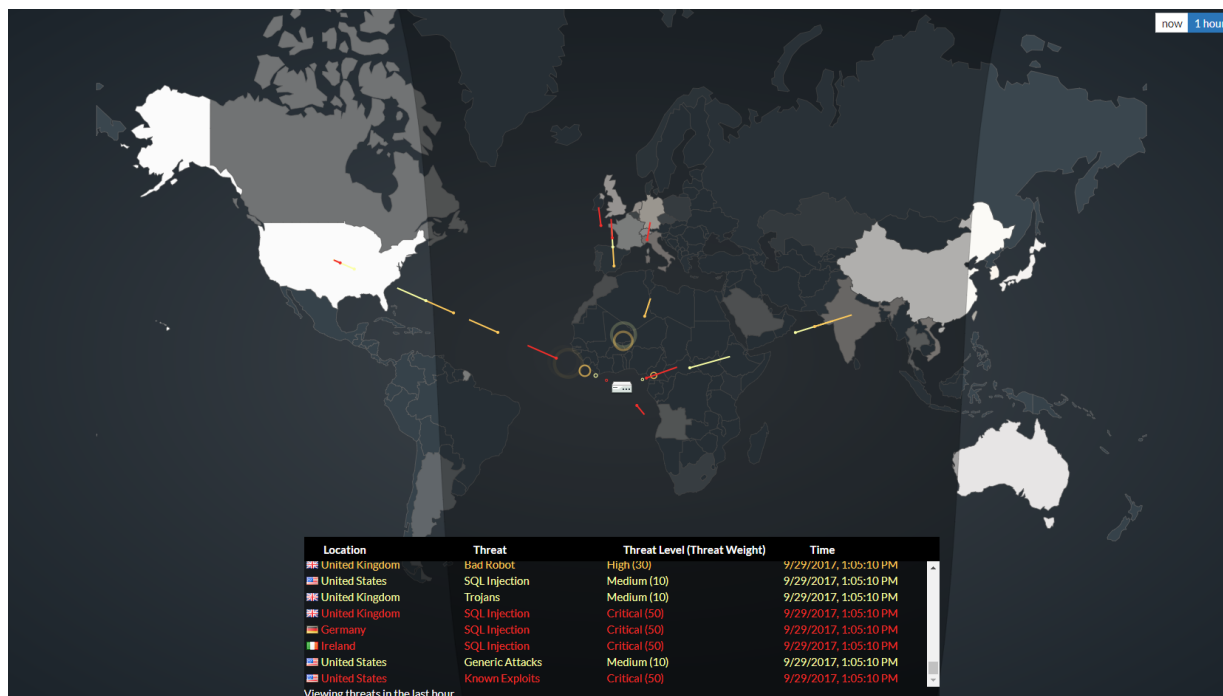 now 1 hour
Location Threat Threat Level (Threat Weight) Time
United Kingdom Bad Robot High (30) 9/29/2017, 1:05:10 PM
United States SQL Injection Medium (10) 9/29/2017, 1:05:10 PM
United Kingdom Trojans Medium (10) 9/29/2017, 1:05:10 PM
United Kingdom SQL Injection Critical (50) 9/29/2017, 1:05:10 PM
Germany SQL Injection Critical (50) 9/29/2017, 1:05:10 PM
Ireland SQL Injection Critical (50) 9/29/2017, 1:05:10 PM
United States Generic Attacks Medium (10) 9/29/2017, 1:05:10 PM
United States Known Exploits Critical (50) 9/29/2017, 1:05:10 PM
Viewing threats in the last hour